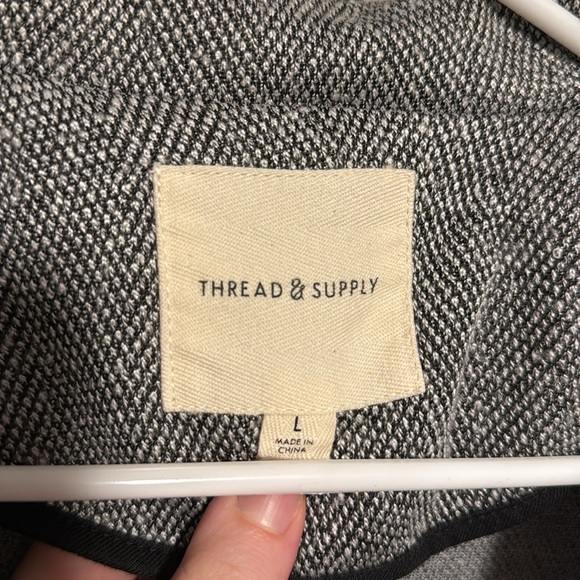 THREAD & SUPPLY
L
MADE IN
CHINA